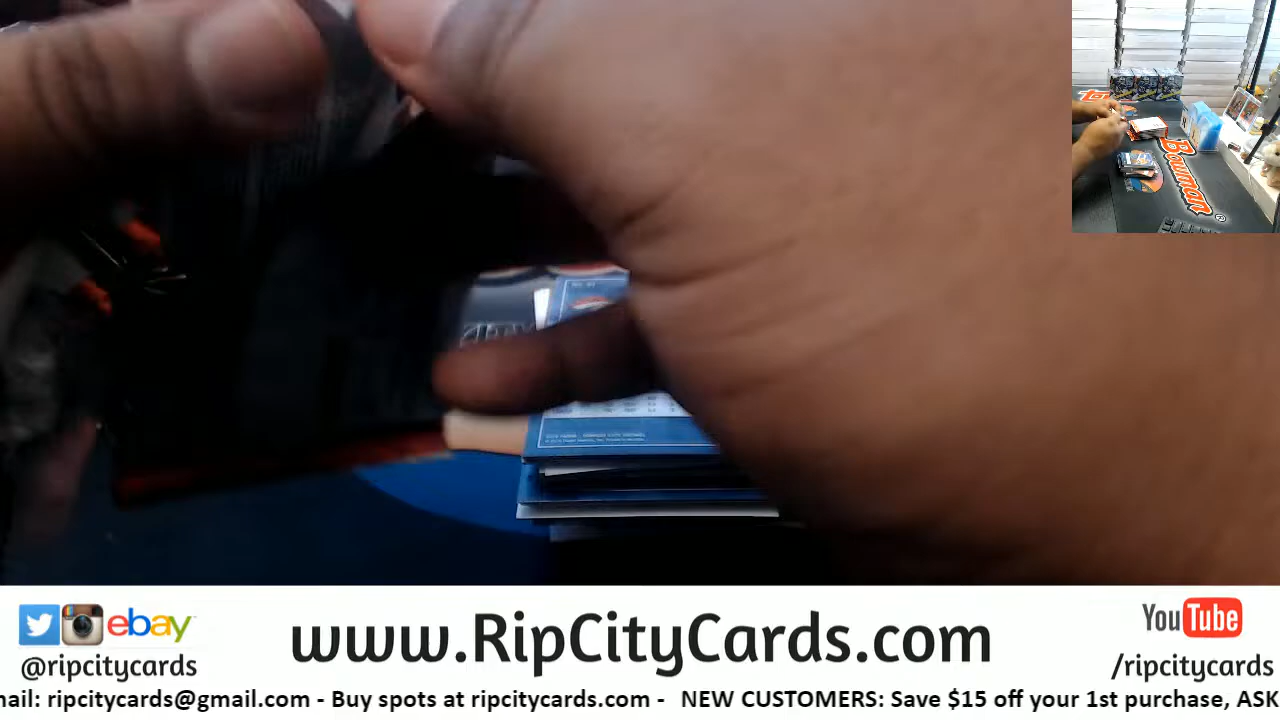 Bowman
ebay
www.RipCityCards.com
YouTube
@ripcitycards
/ripcitycards
nail: ripcitycards@gmail.com - Buy spots at ripcitycards.com - NEW CUSTOMERS: Save $15 off your 1st purchase, ASK